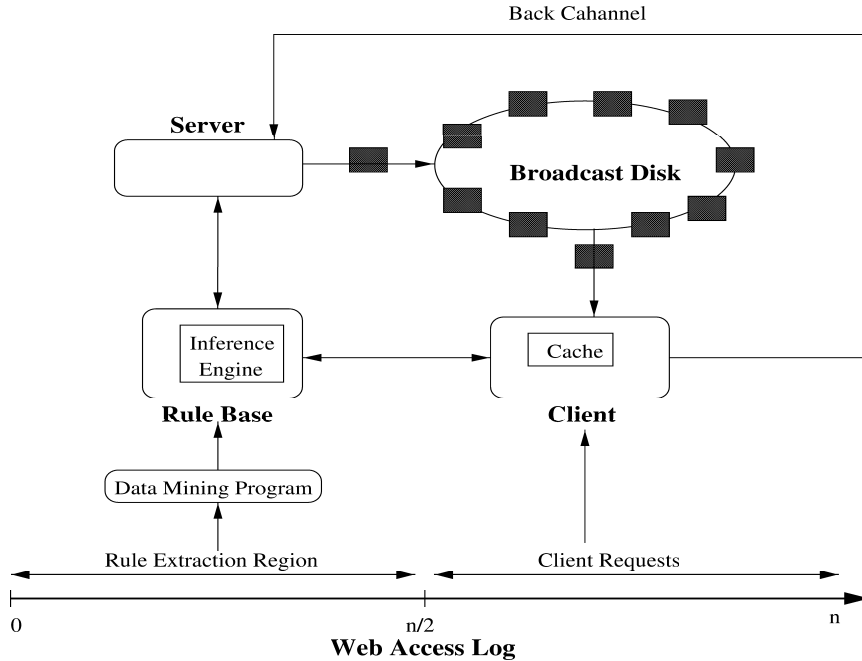 Back Cahannel
Server
Broadcast Disk
Inference
Engine
Cache
Rule Base
Client
Data Mining Program
Rule Extraction Region
Client Requests
0
n/2
n
Web Access Log